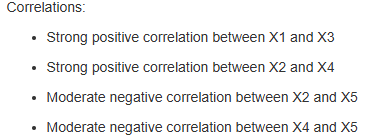 Correlations:
• Strong positive correlation between X1 and X3
• Strong positive correlation between X2 and X4
• Moderate negative correlation between X2 and X5
• Moderate negative correlation between X4 and X5